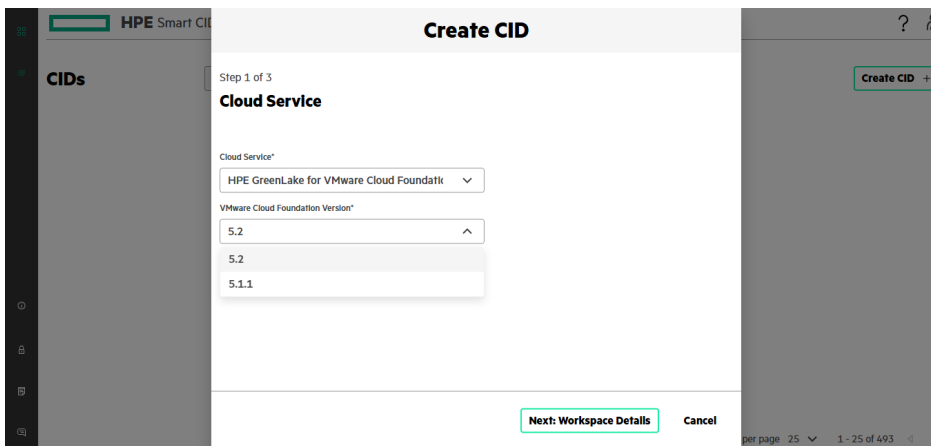 HPE Smart CID
Create CID
?
CIDs
Create CID +
Step 1 of 3
Cloud Service
Cloud Service*
HPE GreenLake for VMware Cloud Foundatio
VMware Cloud Foundation Version*
5.2
5.2
5.1.1
Next: Workspace Details
Cancel
per page 25
1 - 25 of 493